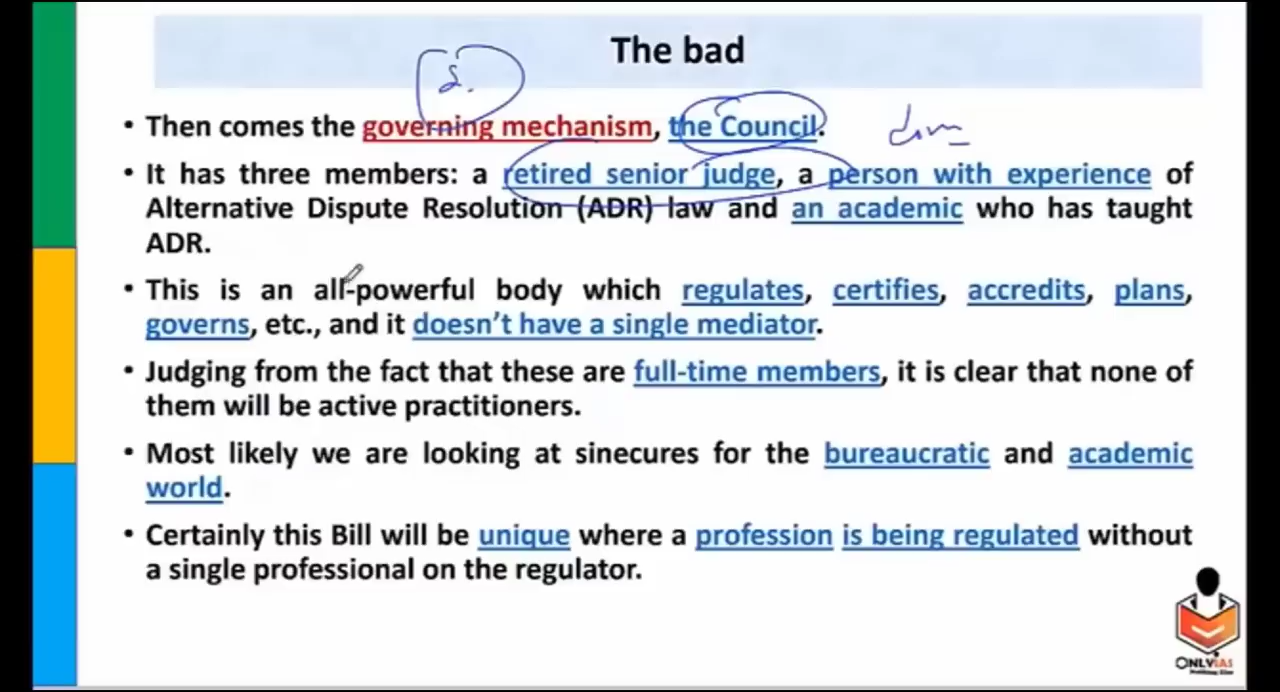 The bad
• Then comes the governing mechanism, the Council.
• It has three members: a retired senior judge, a person with experience of
Alternative Dispute Resolution (ADR) law and an academic who has taught
ADR.
• This is an all-powerful body which regulates, certifies, accredits, plans,
governs, etc., and it doesn't have a single mediator.
• Judging from the fact that these are full-time members, it is clear that none of
them will be active practitioners.
• Most likely we are looking at sinecures for the bureaucratic and academic
world.
• Certainly this Bill will be unique where a profession is being regulated without
a single professional on the regulator.
ONLYIAS